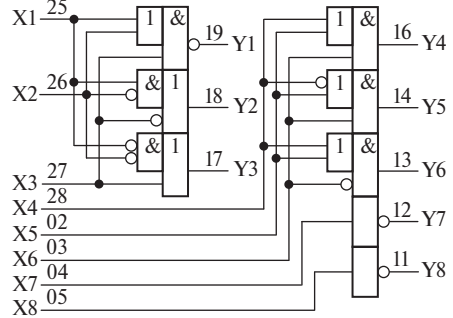 X1 25 1 & 19 Y1 1 & 16 Y4
X2 26 & 1 18 Y2 1 & 14 Y5
& 1 17 Y3 1 & 13 Y6
X3 27
X4 28
X5 02 12 Y7
X6 03
X7 04 11 Y8
X8 05